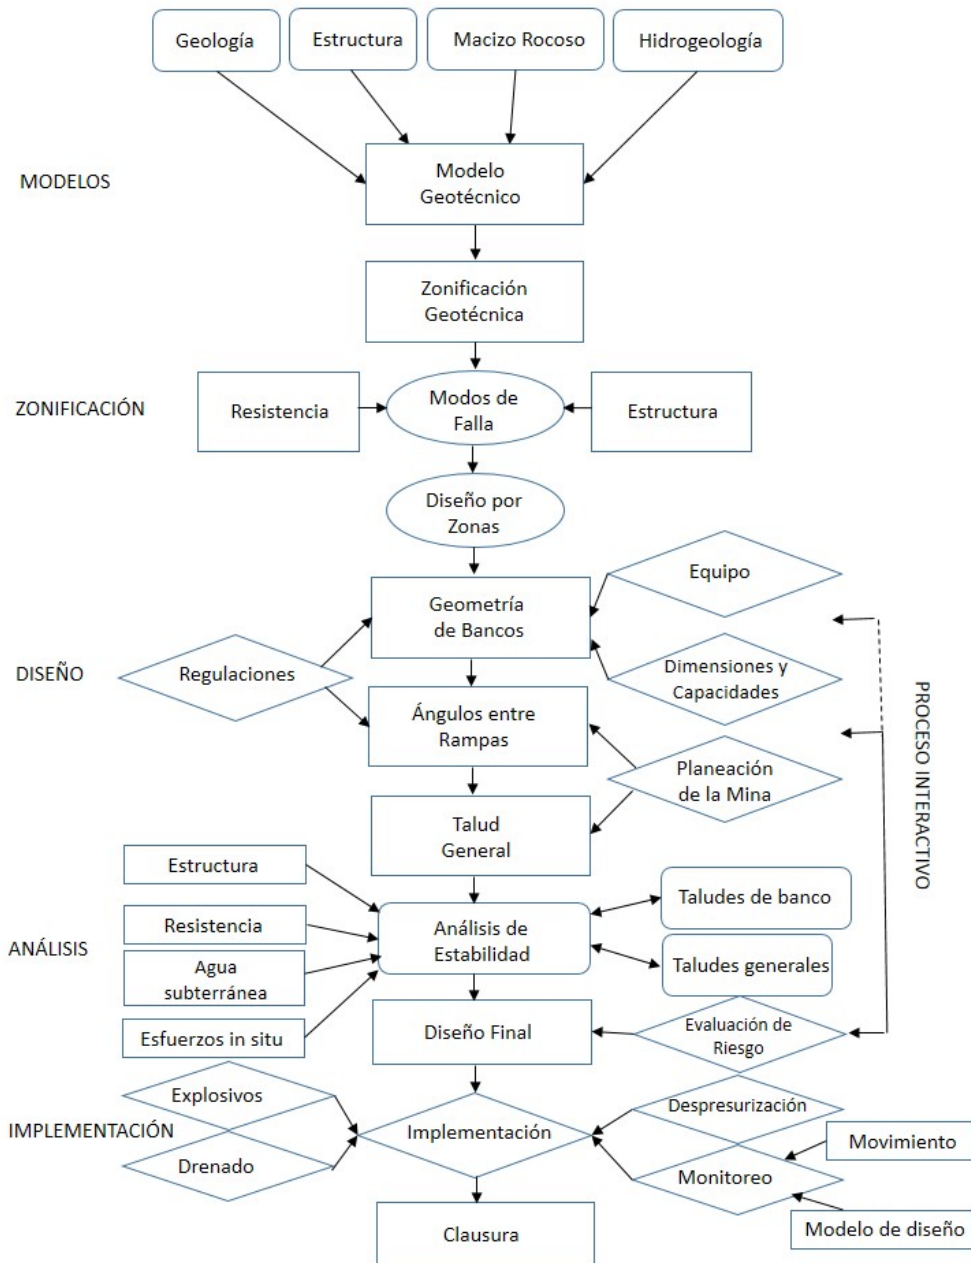 Geología
Estructura
Macizo Rocoso
Hidrogeología
MODELOS
Modelo
Geotécnico
Zonificación
Geotécnica
ZONIFICACIÓN
Resistencia
Modos de
Falla
Estructura
Diseño por
Zonas
Equipo
Geometría
de Bancos
DISEÑO
Regulaciones
Dimensiones y
Capacidades
PROCESO INTERACTIVO
Ángulos entre
Rampas
Planeación
de la Mina
Talud
General
Estructura
Taludes de banco
ANÁLISIS
Resistencia
Análisis de
Estabilidad
Agua
subterránea
Taludes generales
Esfuerzos in situ
Diseño Final
Evaluación de
Riesgo
Explosivos
Despresurización
IMPLEMENTACIÓN
Implementación
Movimiento
Drenado
Monitoreo
Modelo de diseño
Clausura